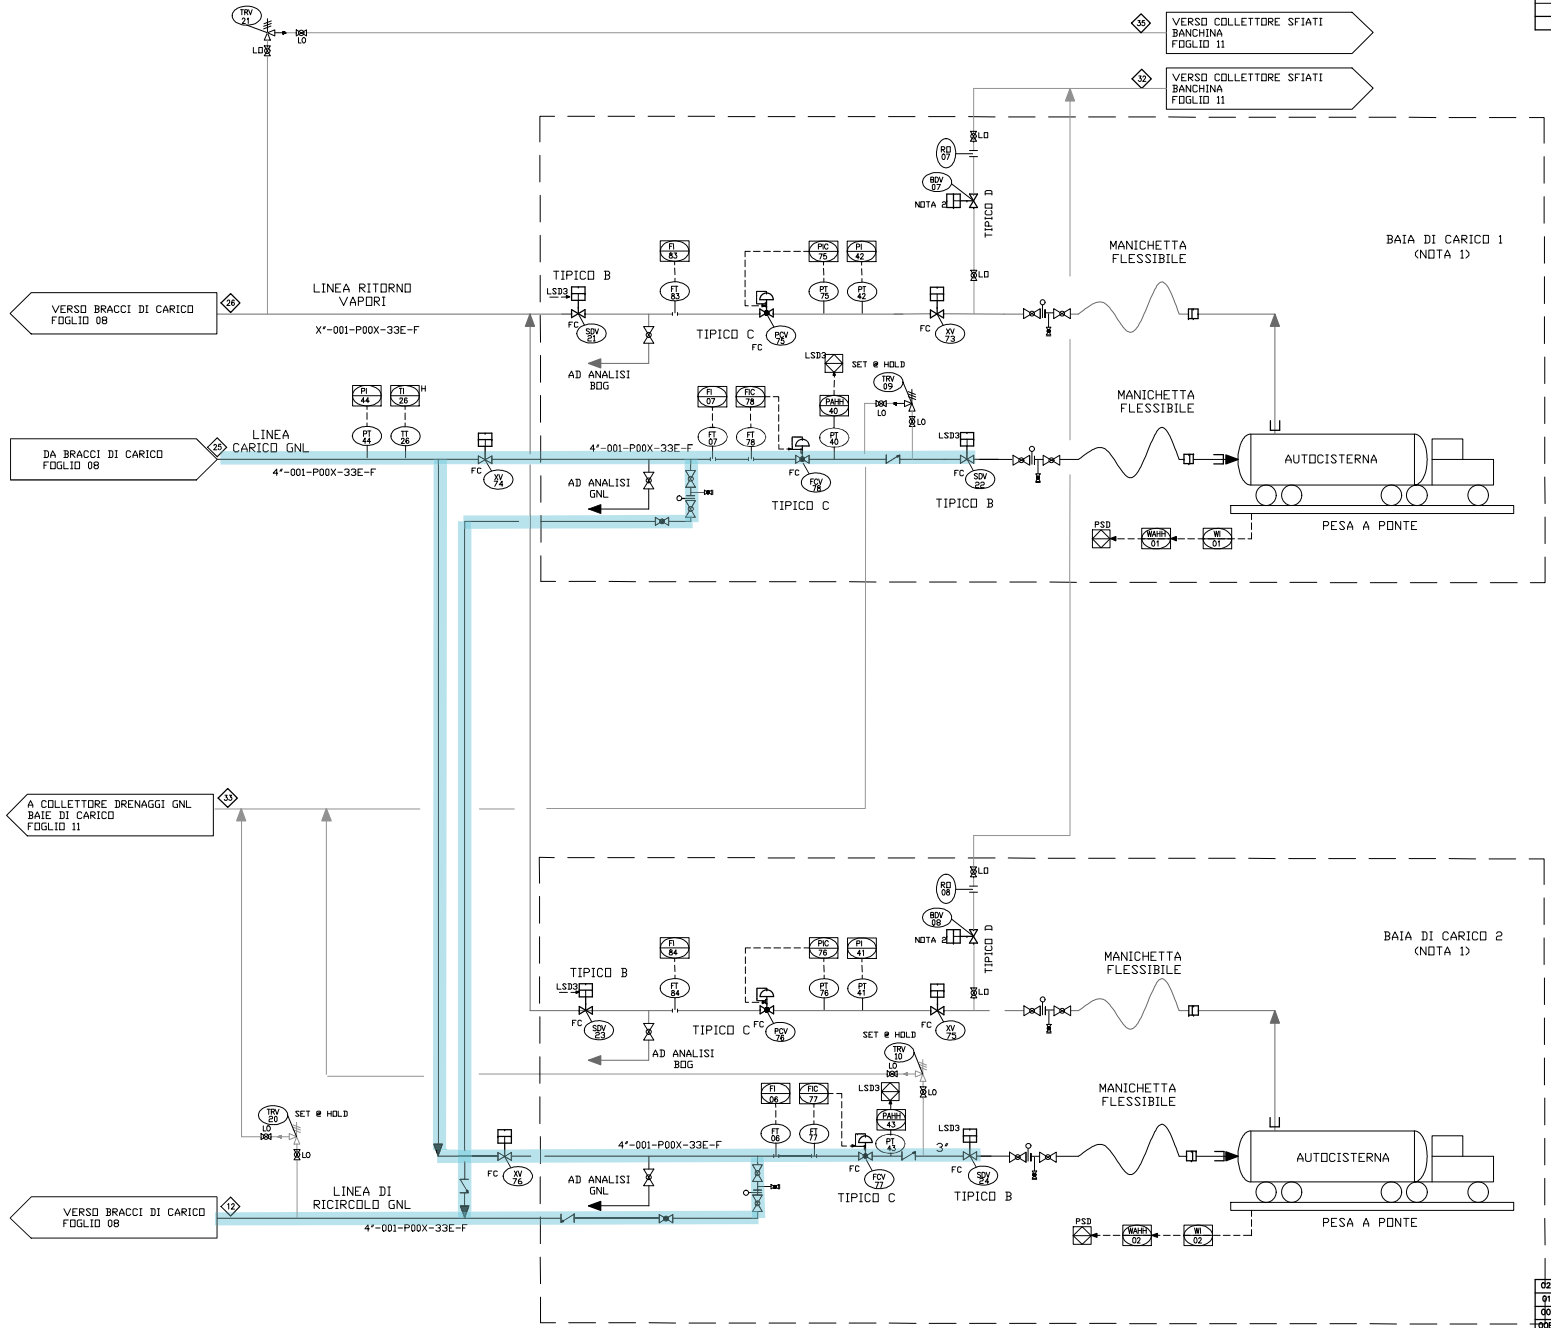 TRV
21
LO
LO
35
VERSO COLLETTORE SFIATI
BANCHINA
FOGLIO 11
32
VERSO COLLETTORE SFIATI
BANCHINA
FOGLIO 11
LO
RO
07
BDV
07
NOTA 2
TIPICO D
LO
BAIA DI CARICO 1
(NOTA 1)
MANICHETTA
FLESSIBILE
FI
83
PIC
75
PI
42
TIPICO B
LSD3
FT
83
PT
75
PT
42
VERSO BRACCI DI CARICO
FOGLIO 08
26
LINEA RITORNO
VAPORI
X"-001-P00X-33E-F
FC
SDV
21
TIPICO C
PCV
75
FC
FC
XV
73
AD ANALISI
BOG
LSD3
SET @ HOLD
TRV
09
LO
LO
PI
44
TI
26
H
FI
07
FIC
78
PAHH
40
MANICHETTA
FLESSIBILE
DA BRACCI DI CARICO
FOGLIO 08
25
LINEA
CARICO GNL
4"-001-P00X-33E-F
PT
44
TT
26
FC
XV
74
4"-001-P00X-33E-F
FT
07
FT
78
PT
40
LSD3
AD ANALISI
GNL
FC
FCV
78
TIPICO C
FC
SDV
22
TIPICO B
AUTOCISTERNA
PESA A PONTE
PSD
WAHH
01
WI
01
A COLLETTORE DRENAGGI GNL
BAIE DI CARICO
FOGLIO 11
33
LO
RO
08
BDV
08
NOTA 2
TIPICO D
LO
BAIA DI CARICO 2
(NOTA 1)
MANICHETTA
FLESSIBILE
FI
84
PIC
76
PI
41
TIPICO B
LSD3
FT
84
PT
76
PT
41
FC
SDV
23
TIPICO C
FC
PCV
76
FC
XV
75
AD ANALISI
BOG
SET @ HOLD
TRV
10
LO
LO
LSD3
FI
06
FIC
77
PAHH
43
MANICHETTA
FLESSIBILE
TRV
20
SET @ HOLD
LO
LO
FC
XV
76
4"-001-P00X-33E-F
FT
06
FT
77
PT
43
3"
LSD3
AD ANALISI
GNL
FC
FCV
77
TIPICO C
FC
SDV
24
TIPICO B
AUTOCISTERNA
PESA A PONTE
PSD
WAHH
02
WI
02
VERSO BRACCI DI CARICO
FOGLIO 08
12
LINEA DI
RICIRCOLO GNL
4"-001-P00X-33E-F
02
01
00